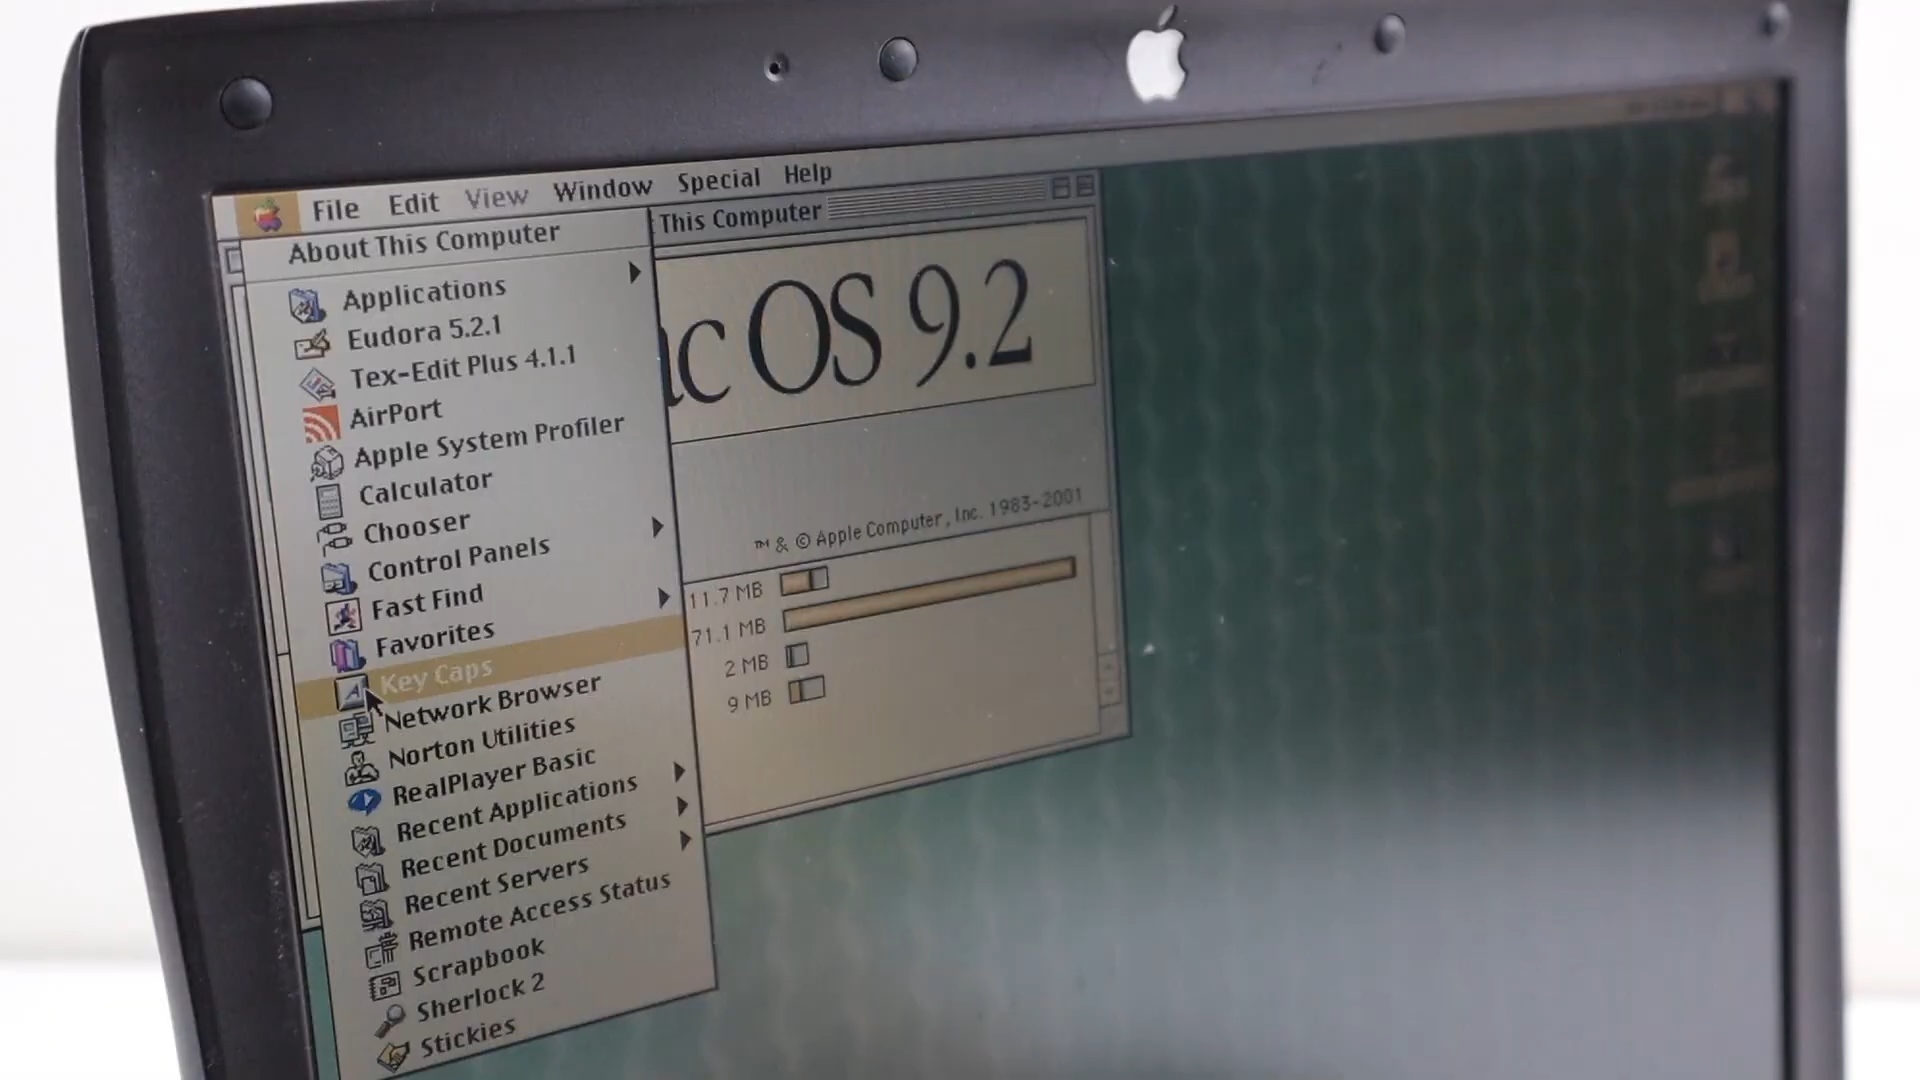 File Edit View Window Special Help
About This Computer
Applications
Eudora 5.2.1
Tex-Edit Plus 4.1.1
AirPort
Apple System Profiler
Calculator
Chooser
Control Panels
Fast Find
Favorites
Key Caps
Network Browser
Norton Utilities
RealPlayer Basic
Recent Applications
Recent Documents
Recent Servers
Remote Access Status
Scrapbook
Sherlock 2
Stickies
This Computer
ac OS 9.2
™ & © Apple Computer, Inc. 1983-2001
11.7 MB
71.1 MB
2 MB
9 MB